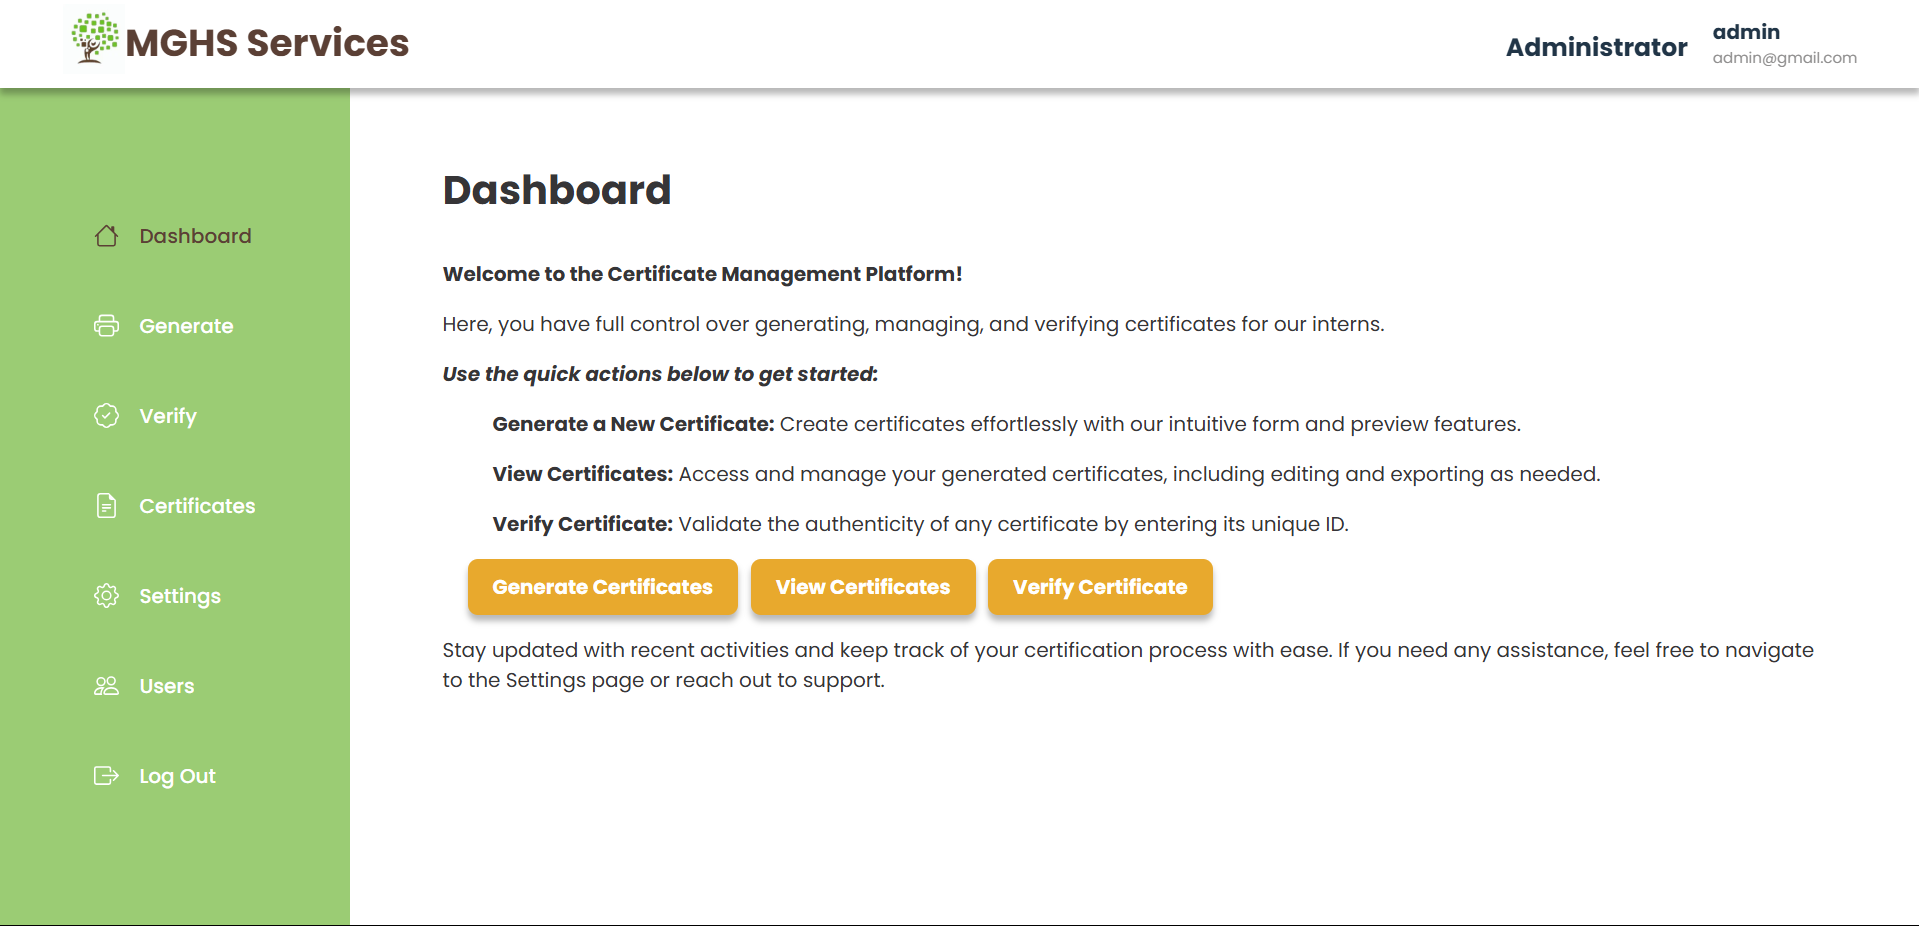 MGHS Services
Administrator
admin
admin@gmail.com
Dashboard
Generate
Verify
Certificates
Settings
Users
Log Out
Dashboard
Welcome to the Certificate Management Platform!
Here, you have full control over generating, managing, and verifying certificates for our interns.
Use the quick actions below to get started:
Generate a New Certificate: Create certificates effortlessly with our intuitive form and preview features.
View Certificates: Access and manage your generated certificates, including editing and exporting as needed.
Verify Certificate: Validate the authenticity of any certificate by entering its unique ID.
Generate Certificates
View Certificates
Verify Certificate
Stay updated with recent activities and keep track of your certification process with ease. If you need any assistance, feel free to navigate
to the Settings page or reach out to support.